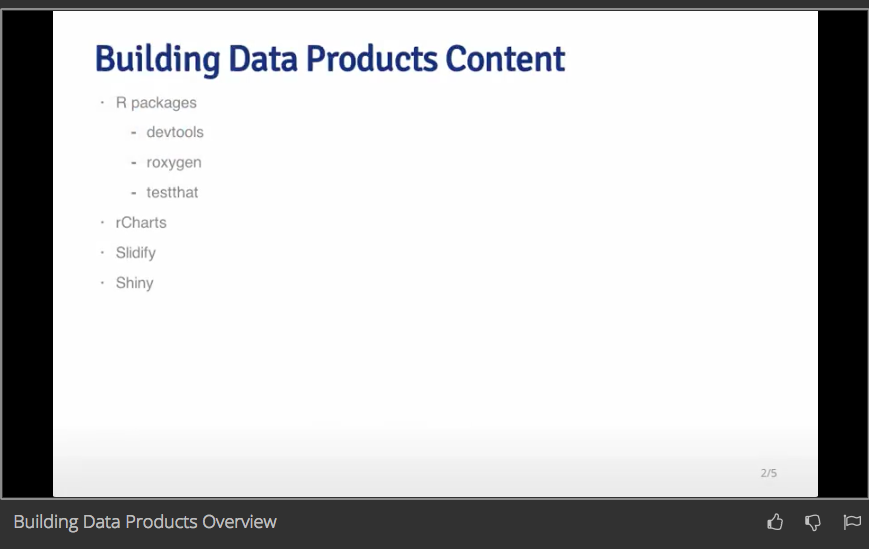 Building Data Products Content
· R packages
- devtools
- roxygen
- testthat
· rCharts
· Slidify
· Shiny
2/5
Building Data Products Overview